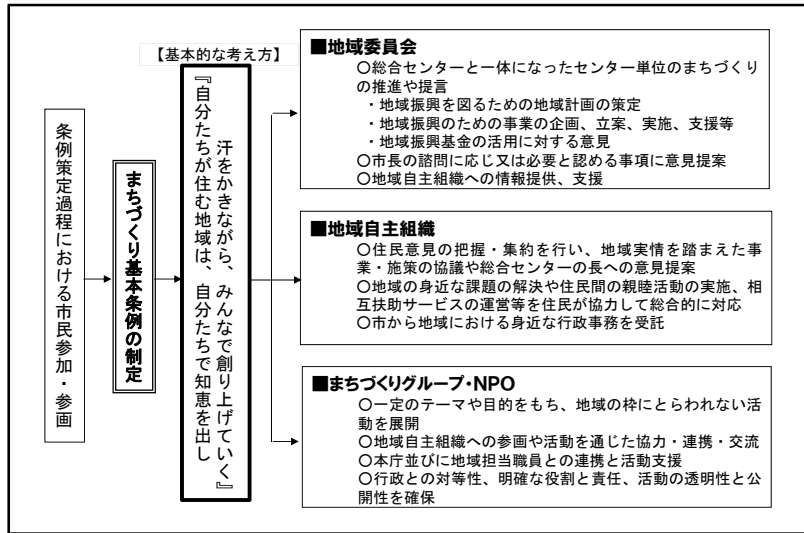 条例策定過程における市民参加・参画
まちづくり基本条例の制定
【基本的な考え方】
『自分たちが住む地域は、自分たちで知恵を出し
汗をかきながら、みんなで創り上げていく』
■地域委員会
○総合センターと一体になったセンター単位のまちづくり
の推進や提言
・地域振興を図るための地域計画の策定
・地域振興のための事業の企画、立案、実施、支援等
・地域振興基金の活用に対する意見
○市長の諮問に応じ又は必要と認める事項に意見提案
○地域自主組織への情報提供、支援
■地域自主組織
○住民意見の把握・集約を行い、地域実情を踏まえた事
業・施策の協議や総合センターの長への意見提案
○地域の身近な課題の解決や住民間の親睦活動の実施、相
互扶助サービスの運営等を住民が協力して総合的に対応
○市から地域における身近な行政事務を受託
■まちづくりグループ・NPO
○一定のテーマや目的をもち、地域の枠にとらわれない活
動を展開
○地域自主組織への参画や活動を通じた協力・連携・交流
○本庁並びに地域担当職員との連携と活動支援
○行政との対等性、明確な役割と責任、活動の透明性と公
開性を確保